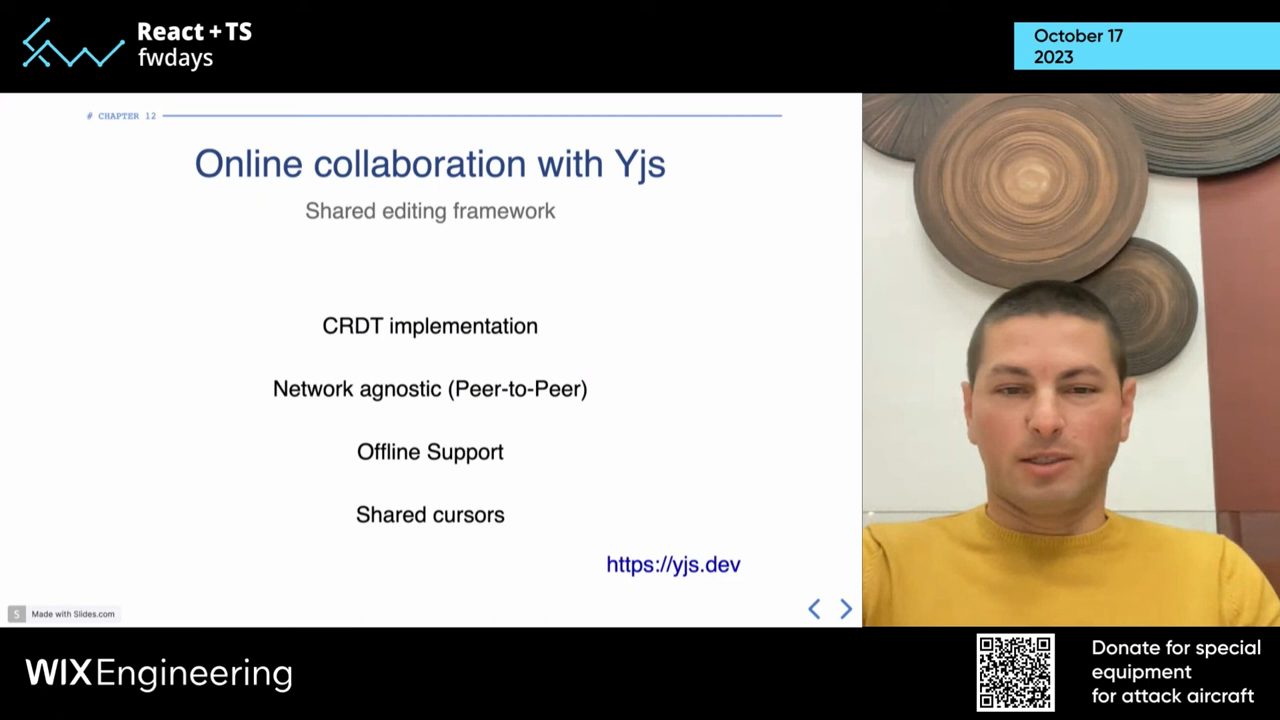 React + TS
fwdays
October 17
2023
# CHAPTER 12
Online collaboration with Yjs
Shared editing framework
CRDT implementation
Network agnostic (Peer-to-Peer)
Offline Support
Shared cursors
https://yjs.dev
S Made with Slides.com
WIXEngineering
Donate for special
equipment
for attack aircraft